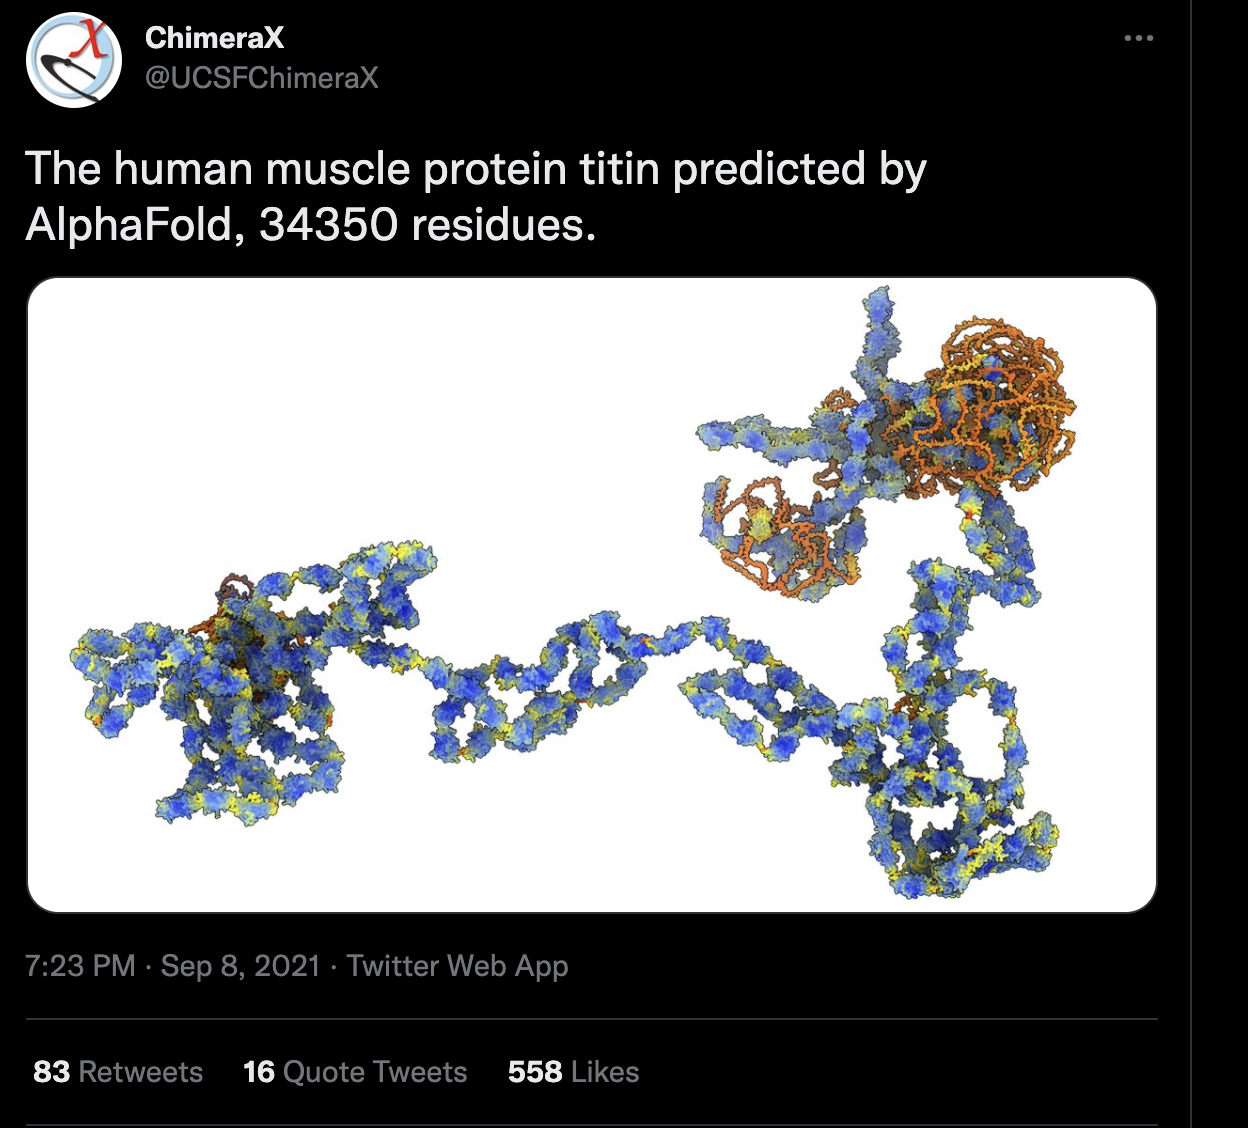 ChimeraX
@UCSFChimeraX
The human muscle protein titin predicted by
AlphaFold, 34350 residues.
7:23 PM · Sep 8, 2021 · Twitter Web App
83 Retweets 16 Quote Tweets 558 Likes